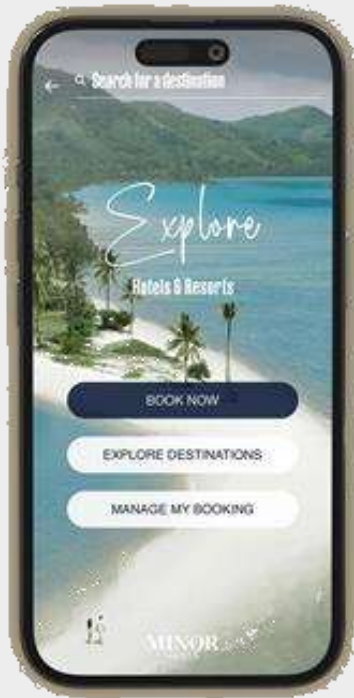 Search for a destination
Explore
Hotels & Resorts
BOOK NOW
EXPLORE DESTINATIONS
MANAGE MY BOOKING
MINOR